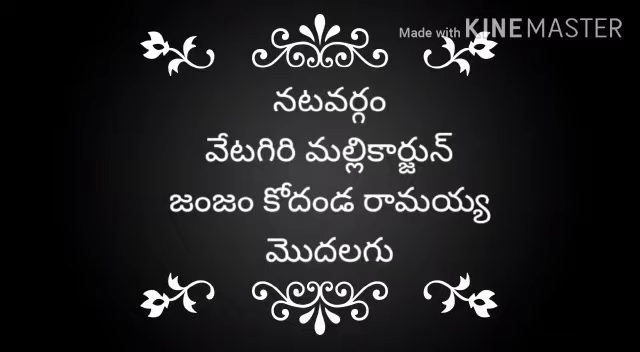 Made with KINEMASTER
నటవర్గం
వేటగిరి మల్లికార్జున్
జంజం కోదండ రామయ్య
మొదలగు